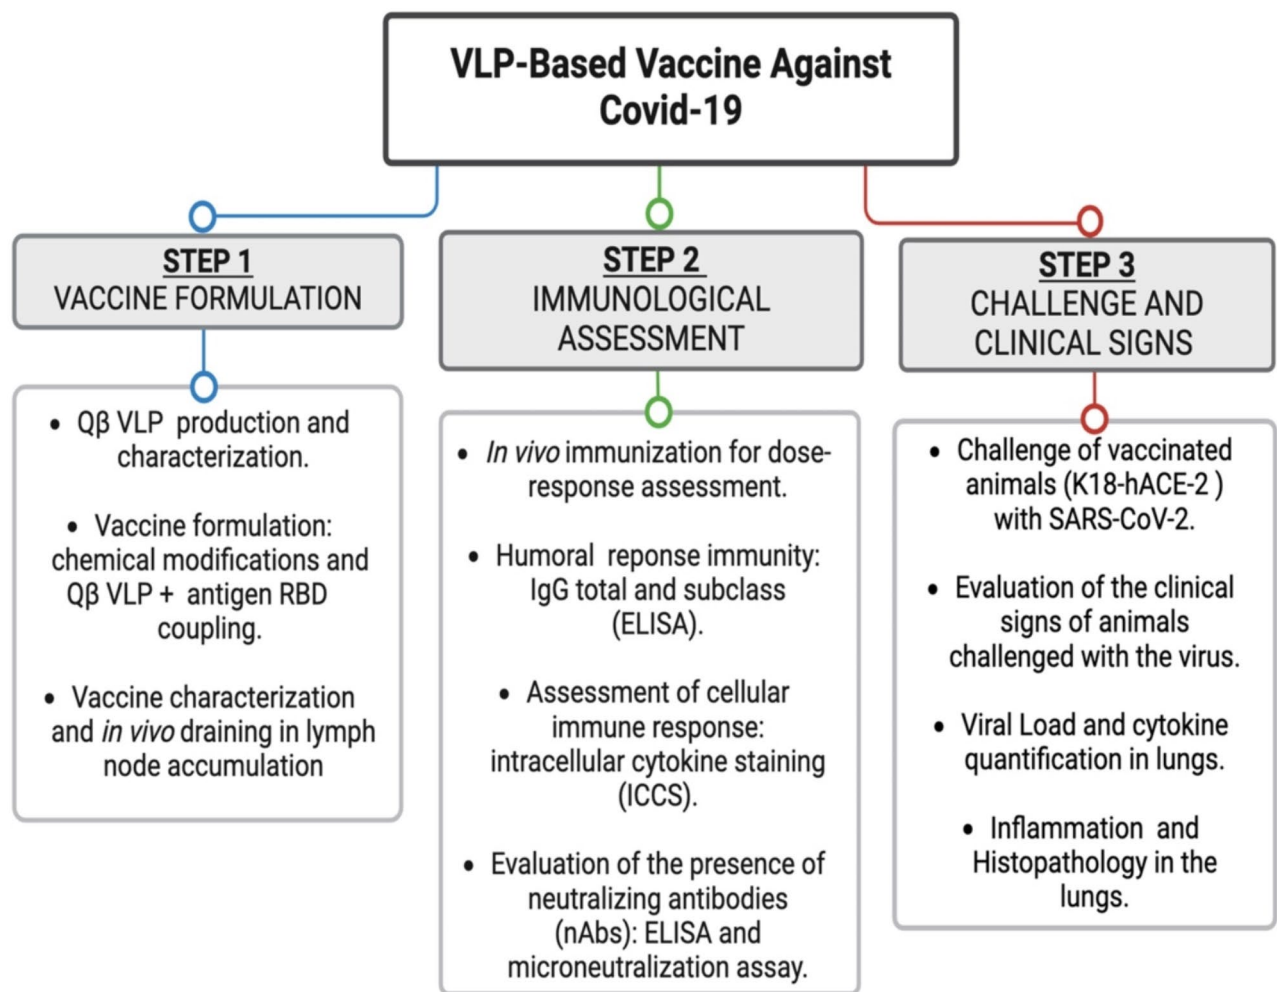 VLP-Based Vaccine Against
Covid-19
STEP 1
VACCINE FORMULATION
• Qβ VLP production and
characterization.
• Vaccine formulation:
chemical modifications and
Qβ VLP + antigen RBD
coupling.
• Vaccine characterization
and in vivo draining in lymph
node accumulation
STEP 2
IMMUNOLOGICAL
ASSESSMENT
• In vivo immunization for dose-
response assessment.
• Humoral reponse immunity:
IgG total and subclass
(ELISA).
• Assessment of cellular
immune response:
intracellular cytokine staining
(ICCS).
• Evaluation of the presence of
neutralizing antibodies
(nAbs): ELISA and
microneutralization assay.
STEP 3
CHALLENGE AND
CLINICAL SIGNS
• Challenge of vaccinated
animals (K18-hACE-2 )
with SARS-CoV-2.
• Evaluation of the clinical
signs of animals
challenged with the virus.
• Viral Load and cytokine
quantification in lungs.
• Inflammation and
Histopathology in the
lungs.